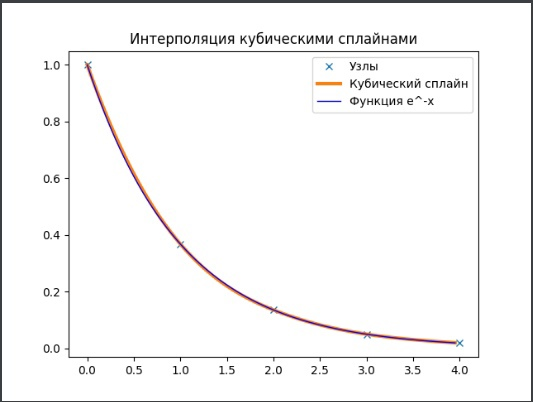 Интерполяция кубическими сплайнами
Узлы
Кубический сплайн
Функция e^-x
1.0
0.8
0.6
0.4
0.2
0.0
0.0 0.5 1.0 1.5 2.0 2.5 3.0 3.5 4.0